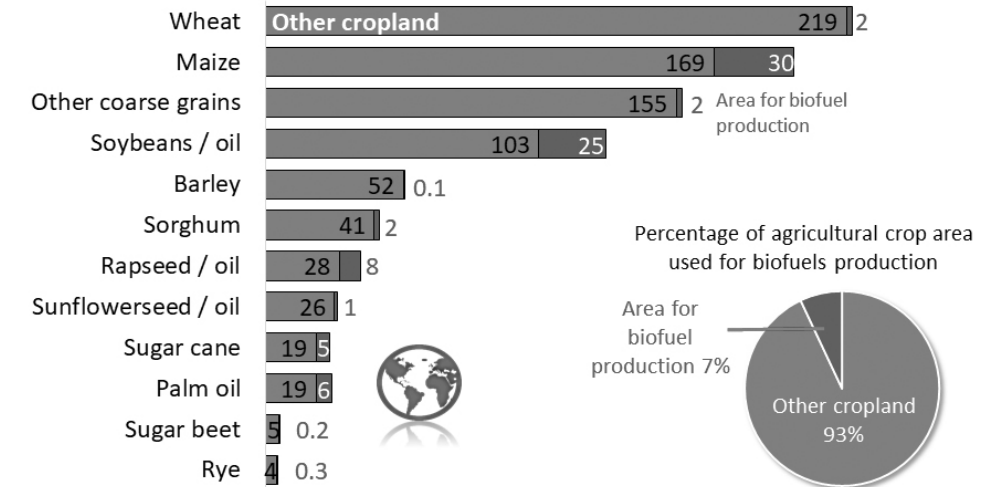 Wheat Other cropland 219 2
Maize 169 30
Other coarse grains 155 2 Area for biofuel
production
Soybeans / oil 103 25
Barley 52 0.1
Sorghum 41 2
Rapseed / oil 28 8
Sunflowerseed / oil 26 1
Sugar cane 19 5
Palm oil 19 6
Sugar beet 5 0.2
Rye 4 0.3
Percentage of agricultural crop area
used for biofuels production
Area for
biofuel
production 7%
Other cropland
93%